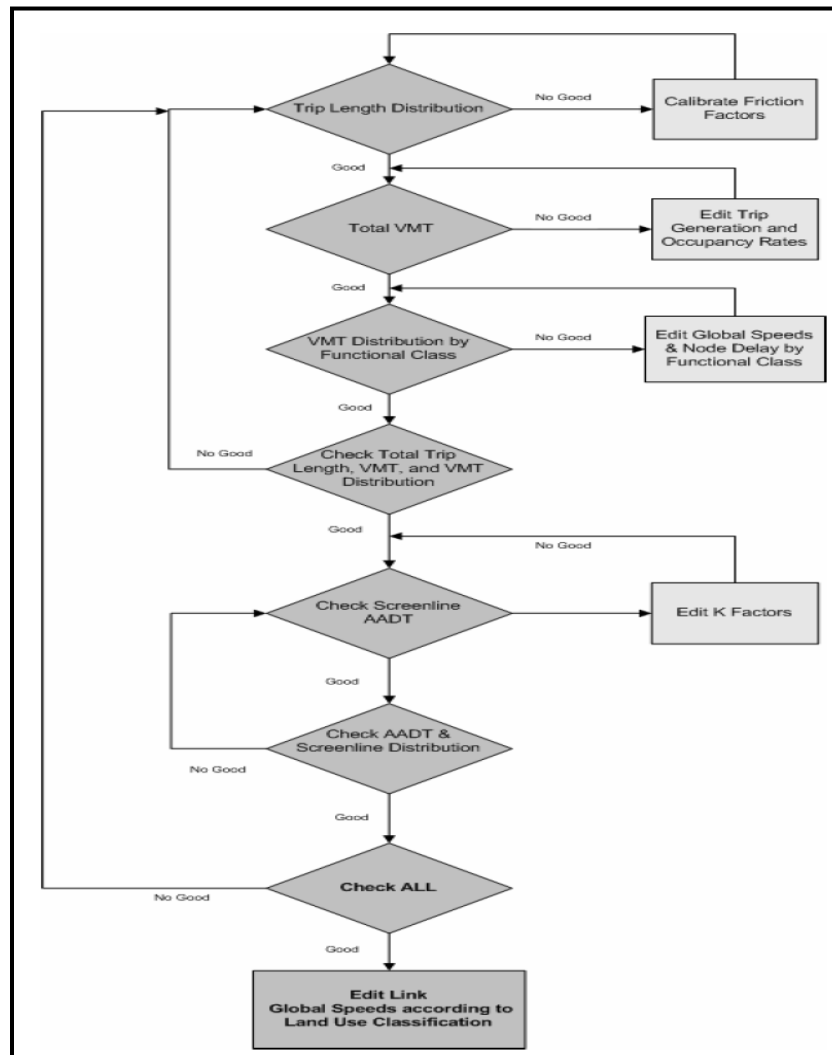 Trip Length Distribution
No Good
Calibrate Friction
Factors
Good
Total VMT
No Good
Edit Trip
Generation and
Occupancy Rates
Good
VMT Distribution by
Functional Class
No Good
Edit Global Speeds
& Node Delay by
Functional Class
Good
No Good
Check Total Trip
Length, VMT, and VMT
Distribution
Good
No Good
Check Screenline
AADT
Edit K Factors
Good
Check AADT &
Screenline Distribution
No Good
Good
Check ALL
No Good
Good
Edit Link
Global Speeds according to
Land Use Classification